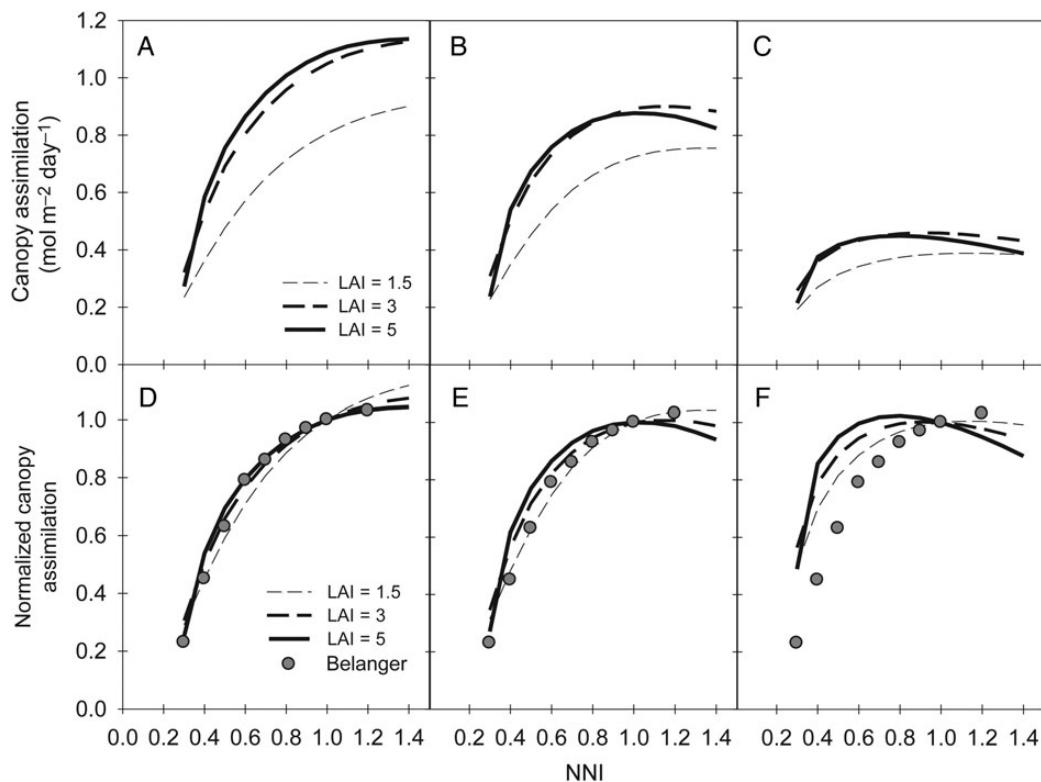 A
B
C
Canopy assimilation
(mol m⁻² day⁻¹)
1.2
1.0
0.8
0.6
0.4
0.2
0.0
LAI = 1.5
LAI = 3
LAI = 5
D
E
F
Normalized canopy
assimilation
1.0
0.8
0.6
0.4
0.2
0.0
LAI = 1.5
LAI = 3
LAI = 5
Belanger
0.0 0.2 0.4 0.6 0.8 1.0 1.2 1.4 0.2 0.4 0.6 0.8 1.0 1.2 1.4 0.2 0.4 0.6 0.8 1.0 1.2 1.4
NNI